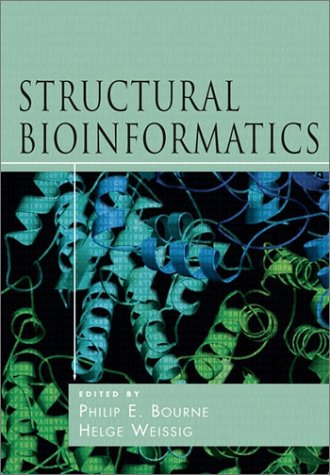 STRUCTURAL
BIOINFORMATICS
EDITED BY
PHILIP E. BOURNE
HELGE WEISSIG